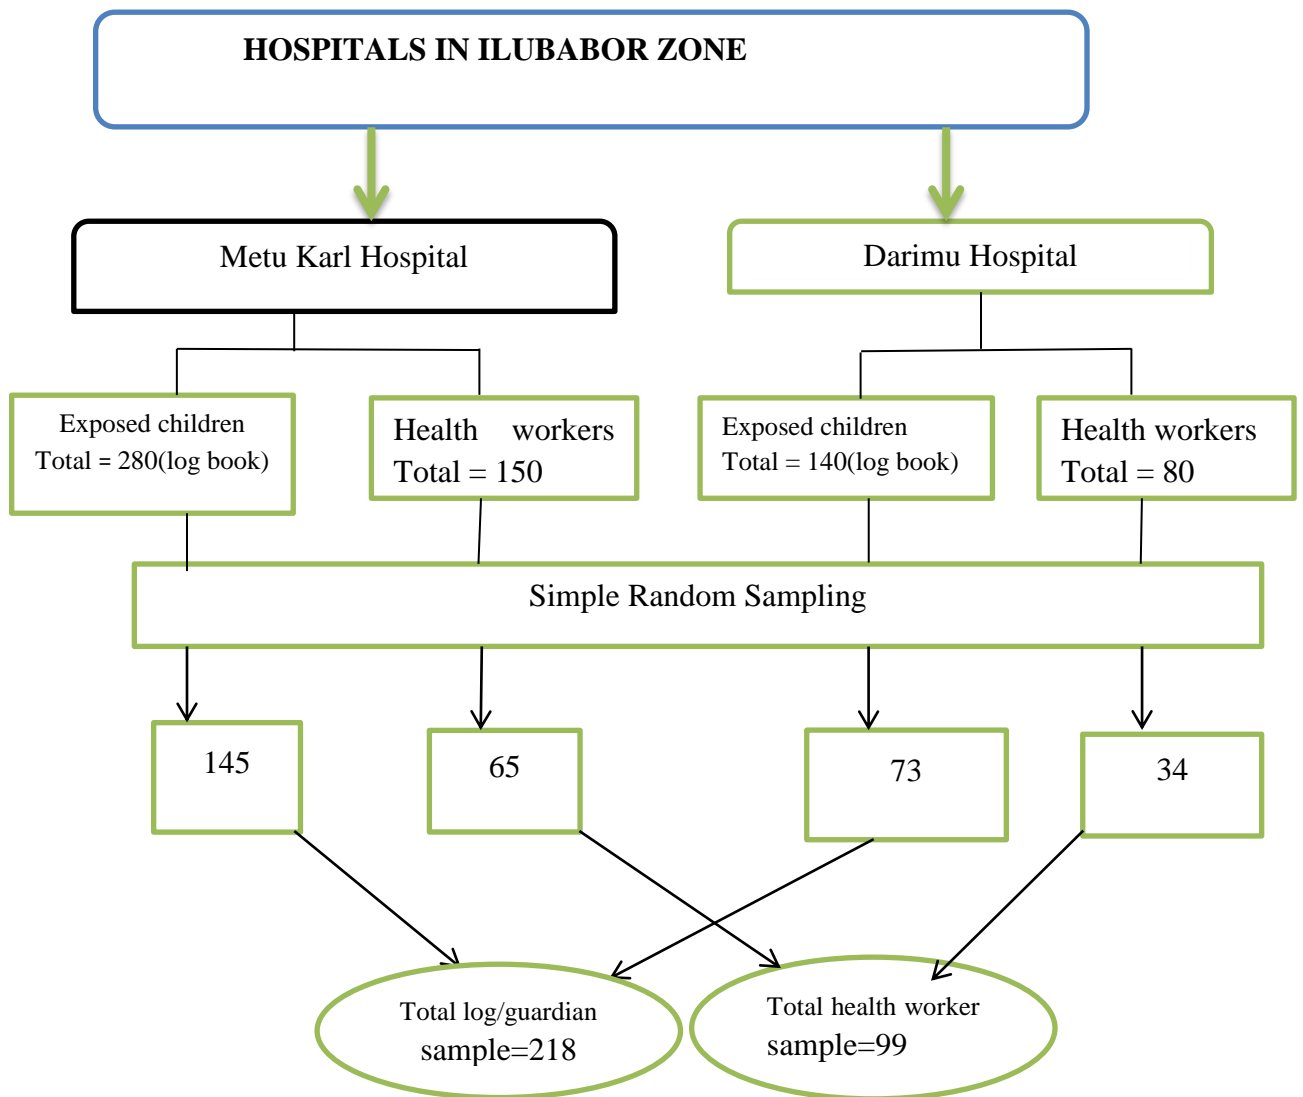 HOSPITALS IN ILUBABOR ZONE
Metu Karl Hospital
Darimu Hospital
Exposed children
Total = 280(log book)
Health workers
Total = 150
Exposed children
Total = 140(log book)
Health workers
Total = 80
Simple Random Sampling
145
65
73
34
Total log/guardian
sample=218
Total health worker
sample=99